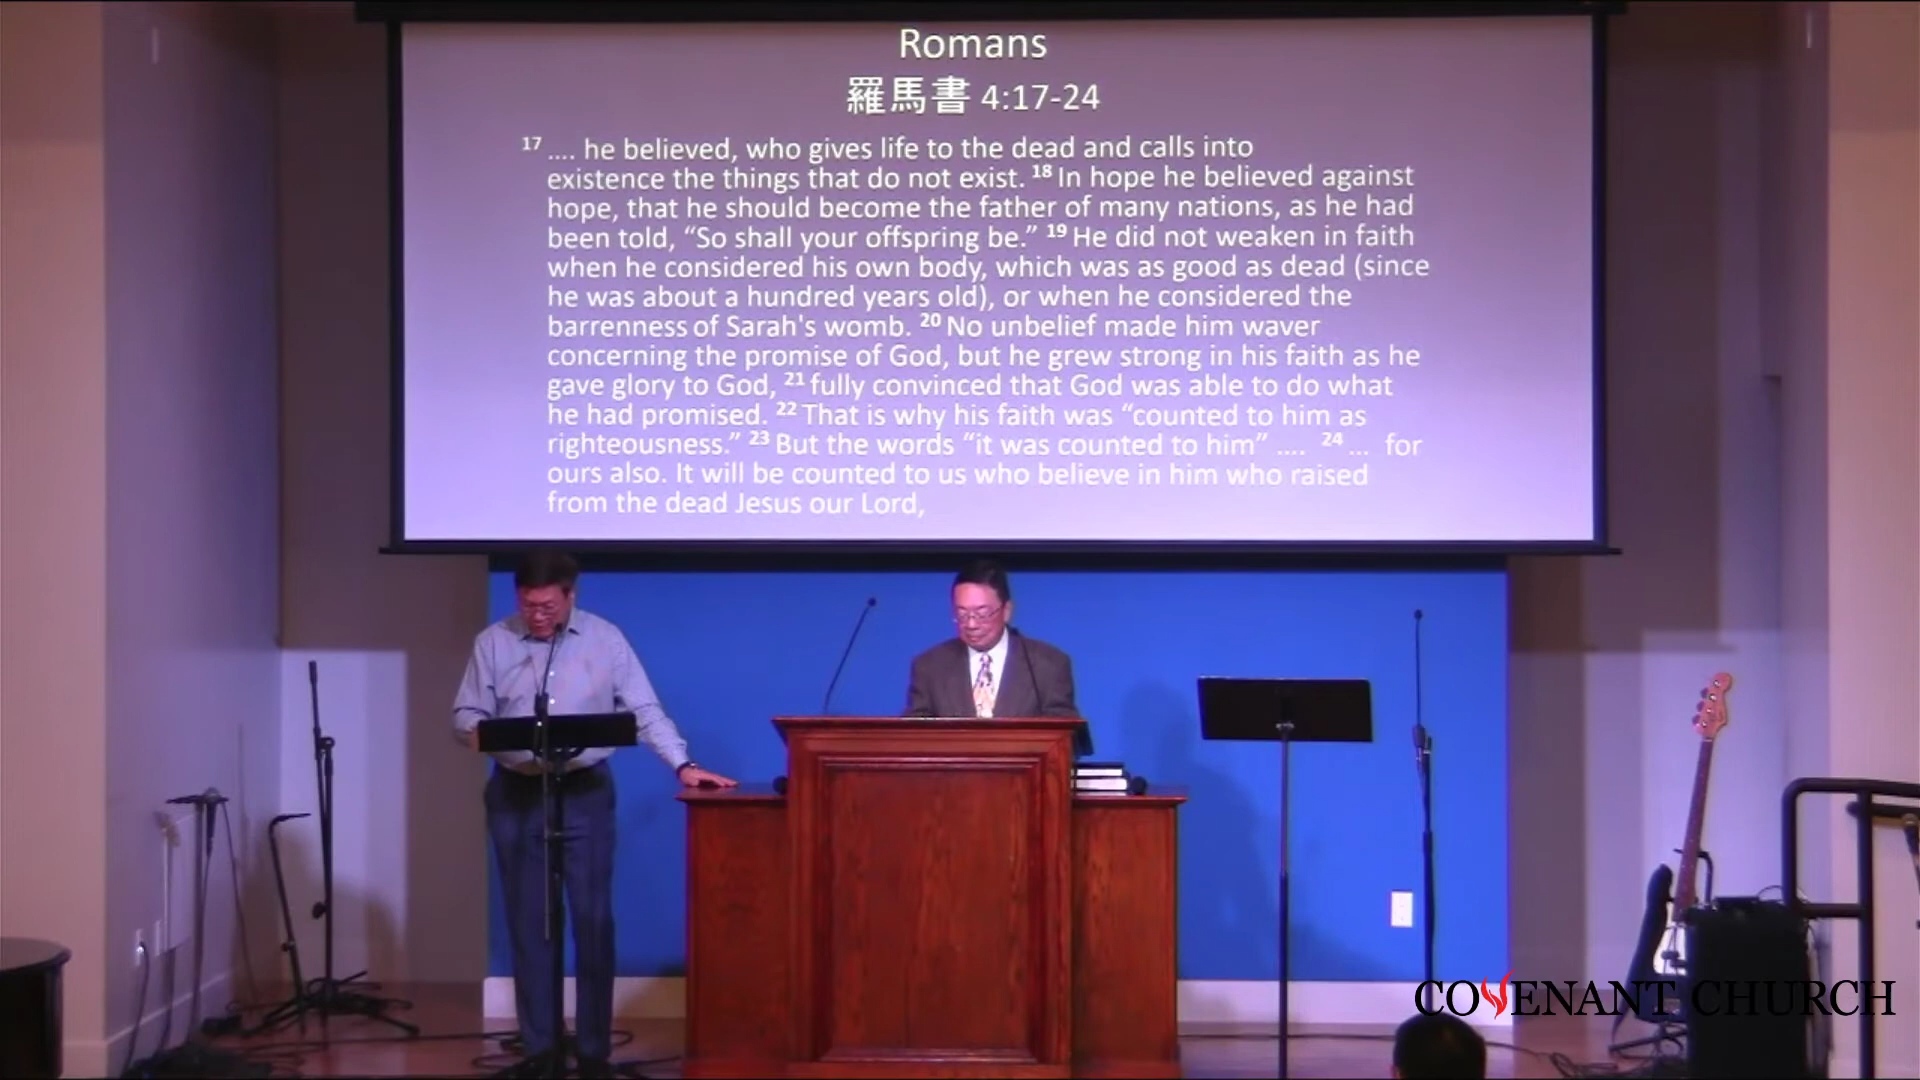 Romans
羅馬書 4:17-24
17 .... he believed, who gives life to the dead and calls into
existence the things that do not exist. 18 In hope he believed against
hope, that he should become the father of many nations, as he had
been told, “So shall your offspring be.” 19 He did not weaken in faith
when he considered his own body, which was as good as dead (since
he was about a hundred years old), or when he considered the
barrenness of Sarah's womb. 20 No unbelief made him waver
concerning the promise of God, but he grew strong in his faith as he
gave glory to God, 21 fully convinced that God was able to do what
he had promised. 22 That is why his faith was “counted to him as
righteousness.” 23 But the words “it was counted to him” .... 24 ... for
ours also. It will be counted to us who believe in him who raised
from the dead Jesus our Lord,
COVENANT CHURCH